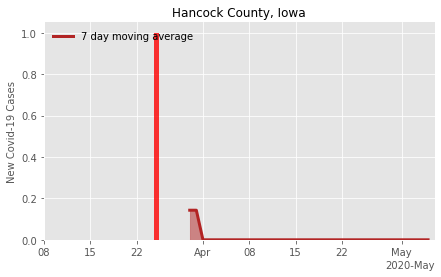 Hancock County, Iowa
7 day moving average
New Covid-19 Cases
1.0
0.8
0.6
0.4
0.2
0.0
08 15 22 Apr 08 15 22 May
2020-May